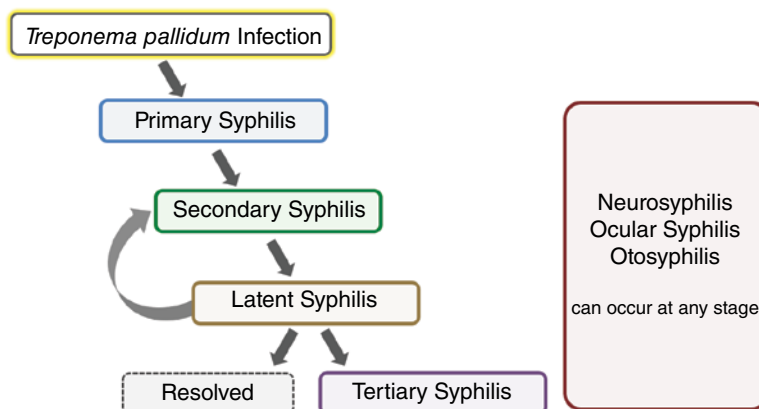 Treponema pallidum Infection
Primary Syphilis
Secondary Syphilis
Latent Syphilis
Resolved
Tertiary Syphilis
Neurosyphilis
Ocular Syphilis
Otosyphilis
can occur at any stage